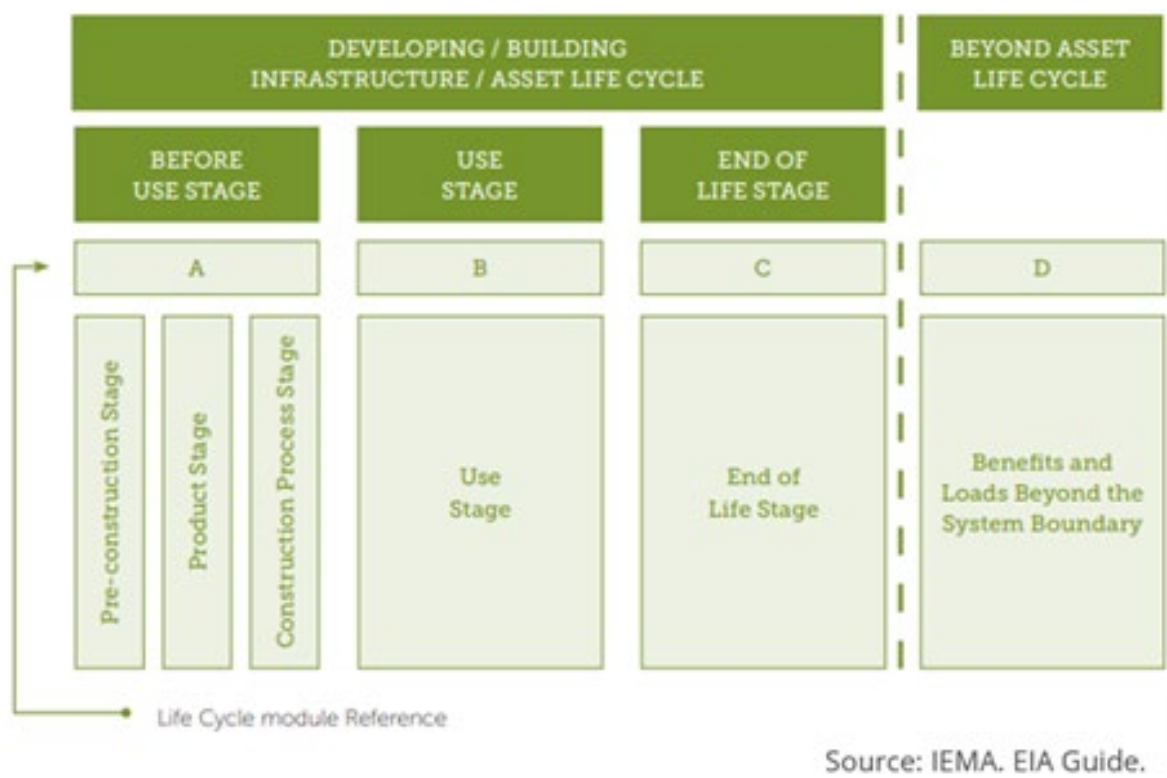 DEVELOPING / BUILDING
INFRASTRUCTURE / ASSET LIFE CYCLE
BEYOND ASSET
LIFE CYCLE
BEFORE
USE STAGE
USE
STAGE
END OF
LIFE STAGE
A
B
C
D
Pre-construction Stage
Product Stage
Construction Process Stage
Use
Stage
End of
Life Stage
Benefits and
Loads Beyond the
System Boundary
Life Cycle module Reference
Source: IEMA. EIA Guide.